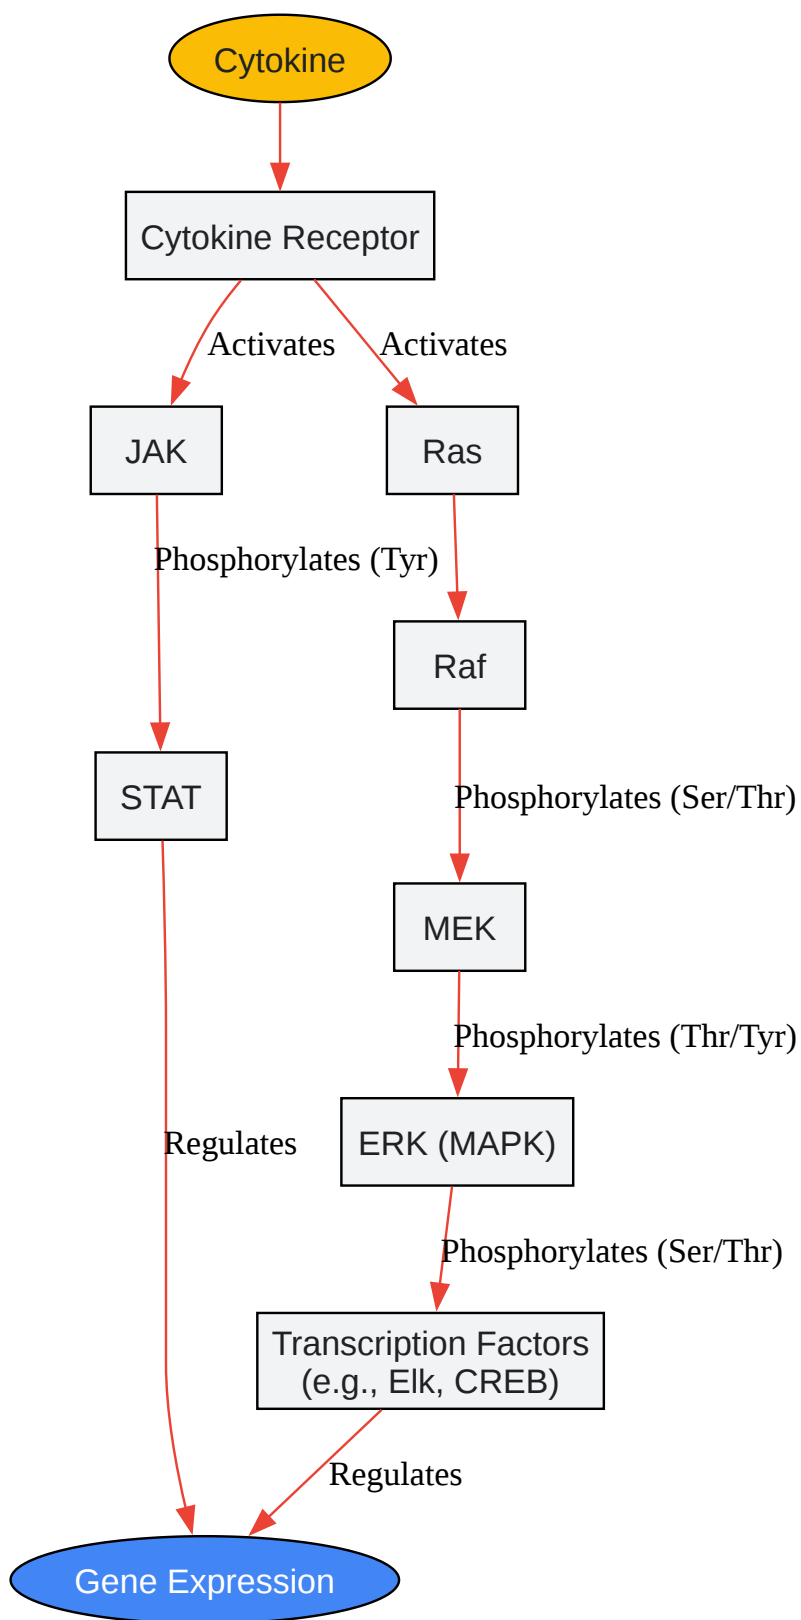 Cytokine
Cytokine Receptor
Activates
Activates
JAK
Ras
Phosphorylates (Tyr)
Raf
STAT
Phosphorylates (Ser/Thr)
MEK
Phosphorylates (Thr/Tyr)
ERK (MAPK)
Regulates
Phosphorylates (Ser/Thr)
Transcription Factors
(e.g., Elk, CREB)
Regulates
Gene Expression